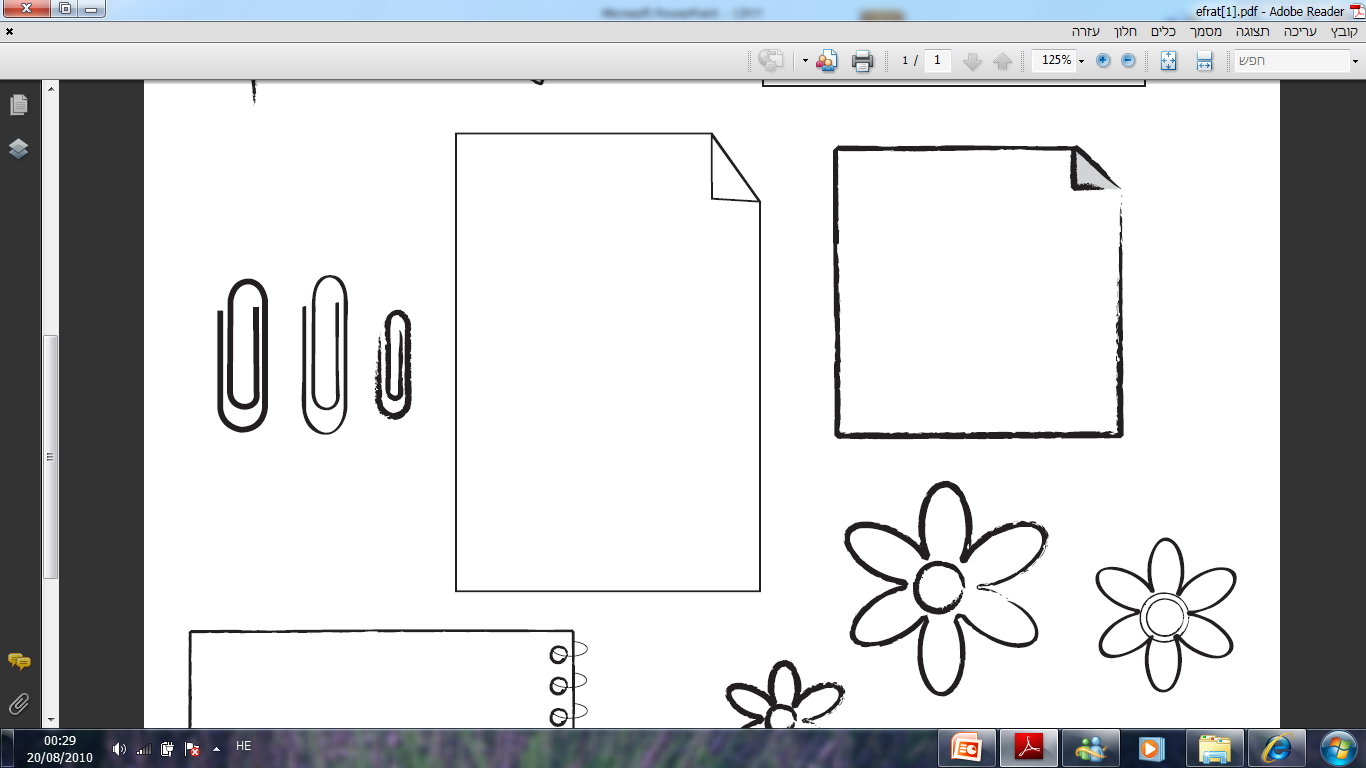 efrat[1].pdf - Adobe Reader
קובץ עריכה תצוגה מסמך כלים חלון עזרה
1 / 1 125% חפש
HE
00:29
20/08/2010